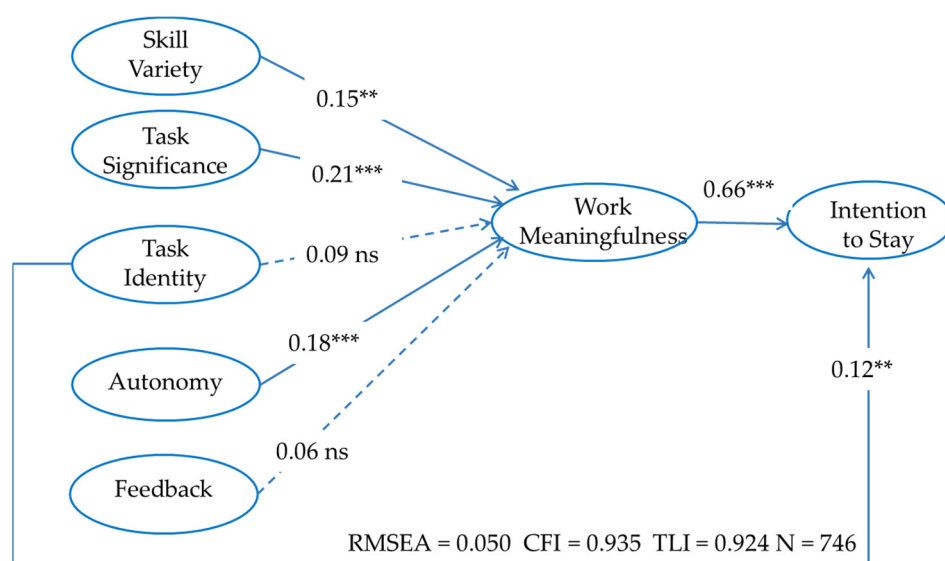 Skill
Variety
0.15**
Task
Significance
0.21***
Work
Meaningfulness
0.66***
Intention
to Stay
Task
Identity
0.09 ns
Autonomy
0.18***
0.12**
Feedback
0.06 ns
RMSEA = 0.050 CFI = 0.935 TLI = 0.924 N = 746